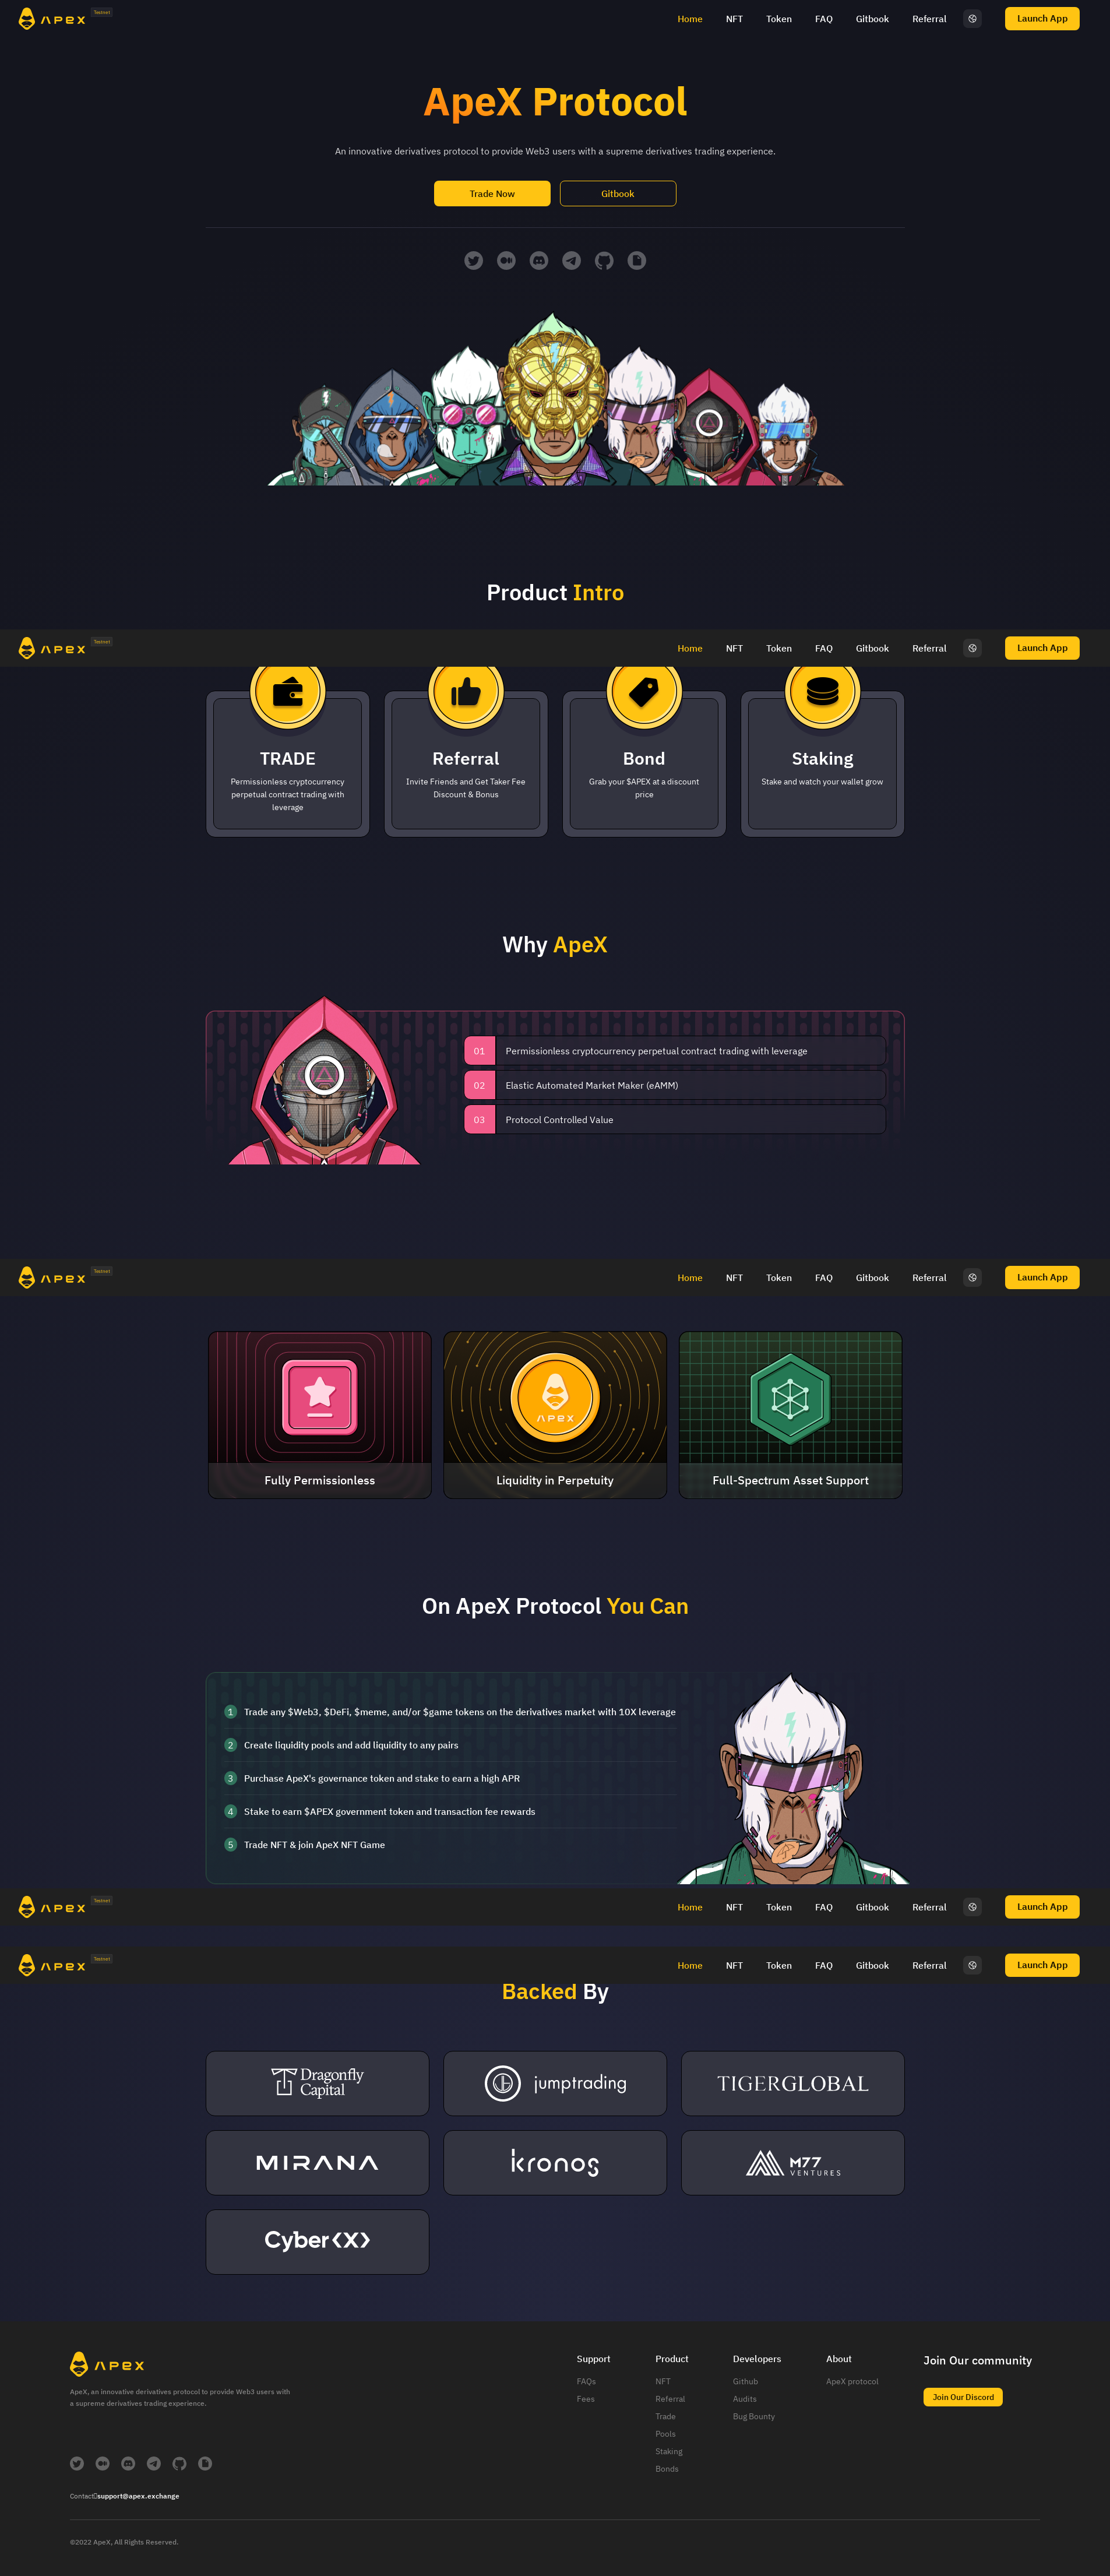 APEX Testnet Home NFT Token FAQ Gitbook Referral Launch App
ApeX Protocol
An innovative derivatives protocol to provide Web3 users with a supreme derivatives trading experience.
Trade Now Gitbook
Product Intro
APEX Testnet Home NFT Token FAQ Gitbook Referral Launch App
TRADE
Permissionless cryptocurrency
perpetual contract trading with
leverage
Referral
Invite Friends and Get Taker Fee
Discount & Bonus
Bond
Grab your $APEX at a discount
price
Staking
Stake and watch your wallet grow
Why ApeX
01 Permissionless cryptocurrency perpetual contract trading with leverage
02 Elastic Automated Market Maker (eAMM)
03 Protocol Controlled Value
APEX Testnet Home NFT Token FAQ Gitbook Referral Launch App
APEX
Fully Permissionless
Liquidity in Perpetuity
Full-Spectrum Asset Support
On ApeX Protocol You Can
1 Trade any $Web3, $DeFi, $meme, and/or $game tokens on the derivatives market with 10X leverage
2 Create liquidity pools and add liquidity to any pairs
3 Purchase ApeX's governance token and stake to earn a high APR
4 Stake to earn $APEX government token and transaction fee rewards
5 Trade NFT & join ApeX NFT Game
APEX Testnet Home NFT Token FAQ Gitbook Referral Launch App
APEX Testnet Home NFT Token FAQ Gitbook Referral Launch App
Backed By
Dragonfly
Capital
jumptrading
TIGERGLOBAL
MIRANA
kronos
M77
VENTURES
Cyber X
APEX
ApeX, an innovative derivatives protocol to provide Web3 users with
a supreme derivatives trading experience.
Contact support@apex.exchange
Support
FAQs
Fees
Product
NFT
Referral
Trade
Pools
Staking
Bonds
Developers
Github
Audits
Bug Bounty
About
ApeX protocol
Join Our community
Join Our Discord
©2022 ApeX, All Rights Reserved.